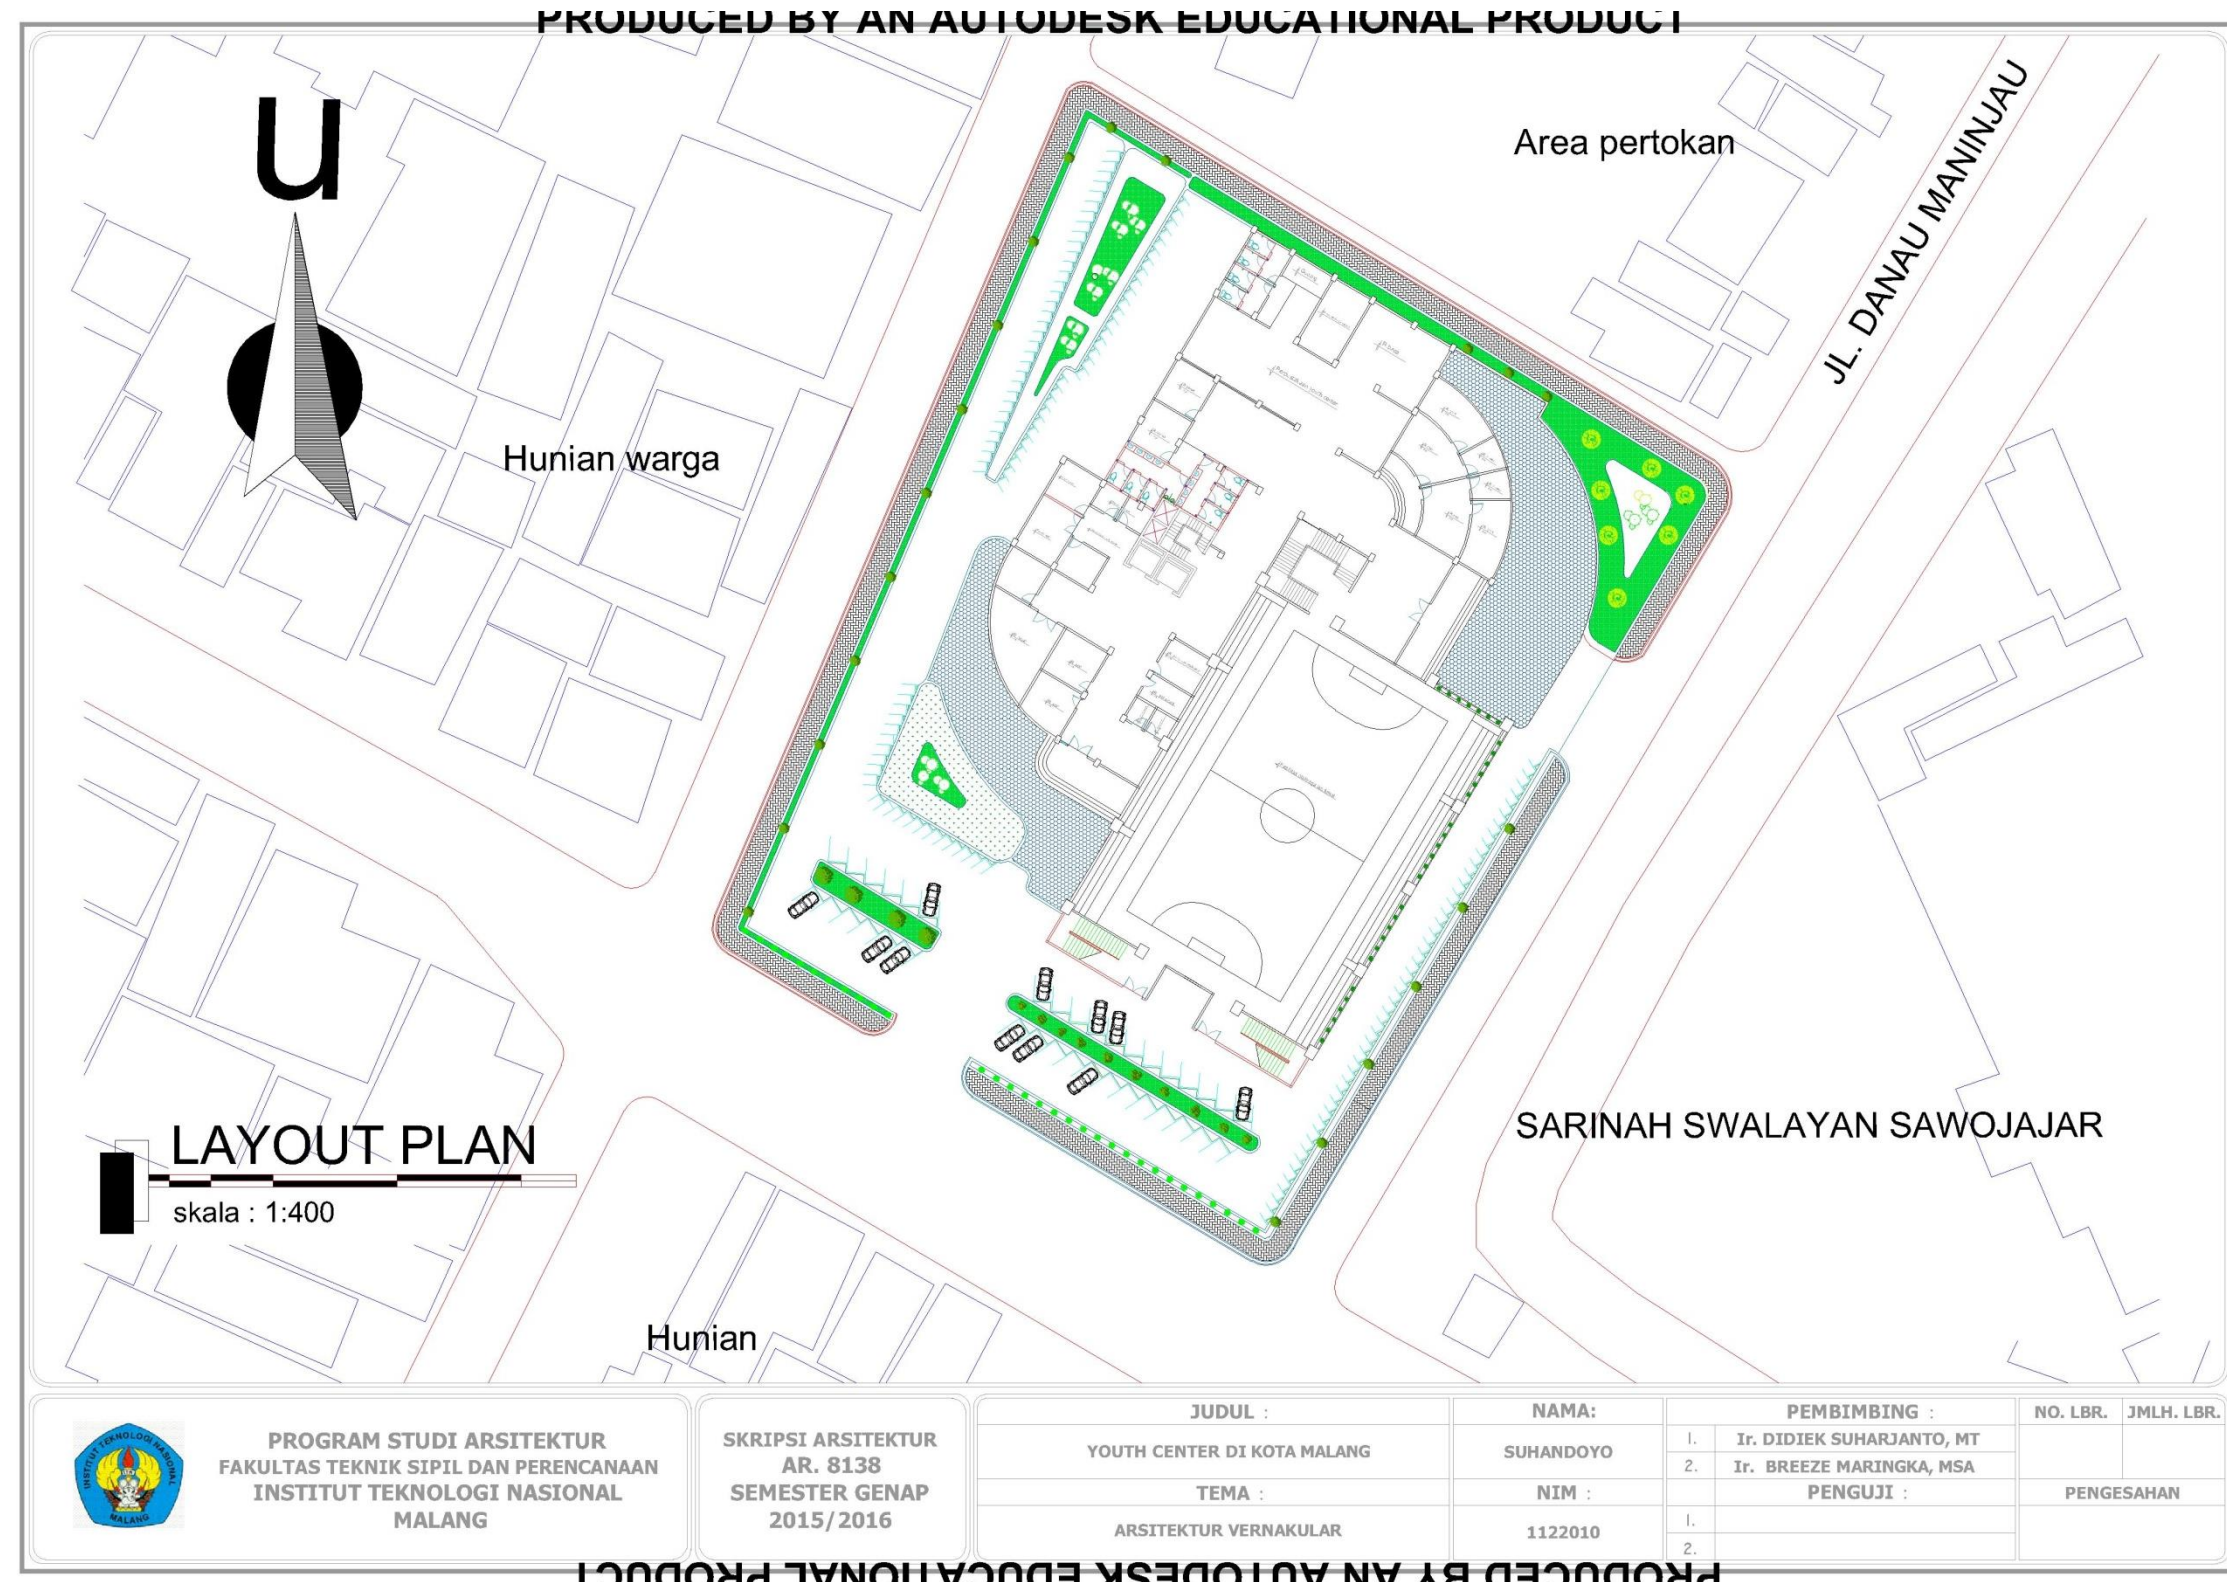 PRODUCED BY AN AUTODESK EDUCATIONAL PRODUCT
u
Area pertokan
JL. DANAU MANINJAU
Hunian warga
SARINAH SWALAYAN SAWOJAJAR
LAYOUT PLAN
skala : 1:400
Hunian
INSTITUT TEKNOLOGI NASIONAL
MALANG
PROGRAM STUDI ARSITEKTUR
FAKULTAS TEKNIK SIPIL DAN PERENCANAAN
INSTITUT TEKNOLOGI NASIONAL
MALANG
SKRIPSI ARSITEKTUR
AR. 8138
SEMESTER GENAP
2015/2016
JUDUL :
YOUTH CENTER DI KOTA MALANG
TEMA :
ARSITEKTUR VERNAKULAR
NAMA:
SUHANDOYO
NIM :
1122010
PEMBIMBING :
1. Ir. DIDIEK SUHARJANTO, MT
2. Ir. BREEZE MARINGKA, MSA
PENGUJI :
1.
2.
NO. LBR. JMLH. LBR.
PENGESAHAN
PRODUCED BY AN AUTODESK EDUCATIONAL PRODUCT